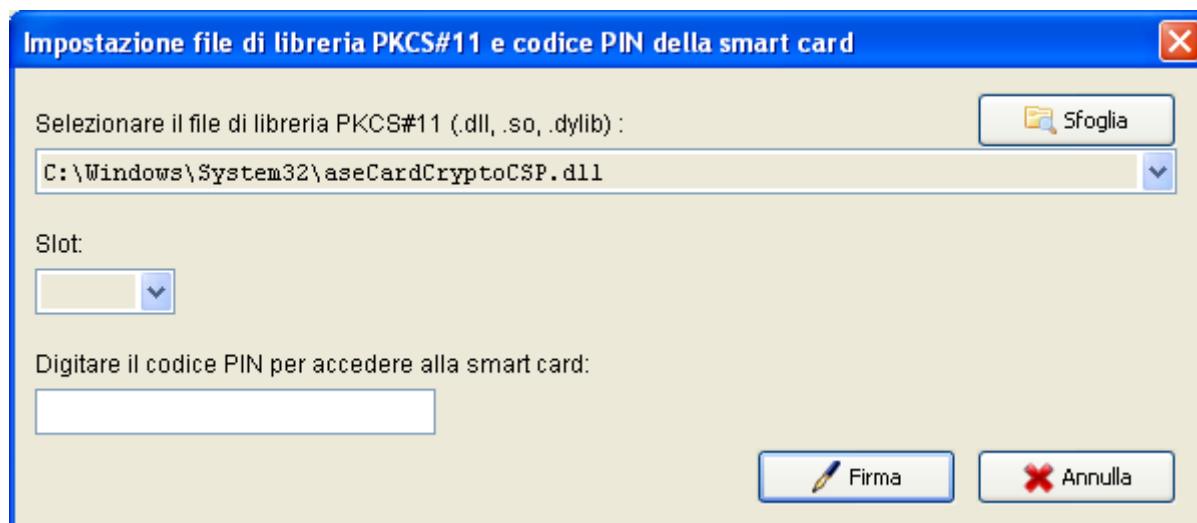 Impostazione file di libreria PKCS#11 e codice PIN della smart card
Selezionare il file di libreria PKCS#11 (.dll, .so, .dylib) :
Sfoglia
C:\Windows\System32\aseCardCryptoCSP.dll
Slot:
Digitare il codice PIN per accedere alla smart card:
Firma
Annulla